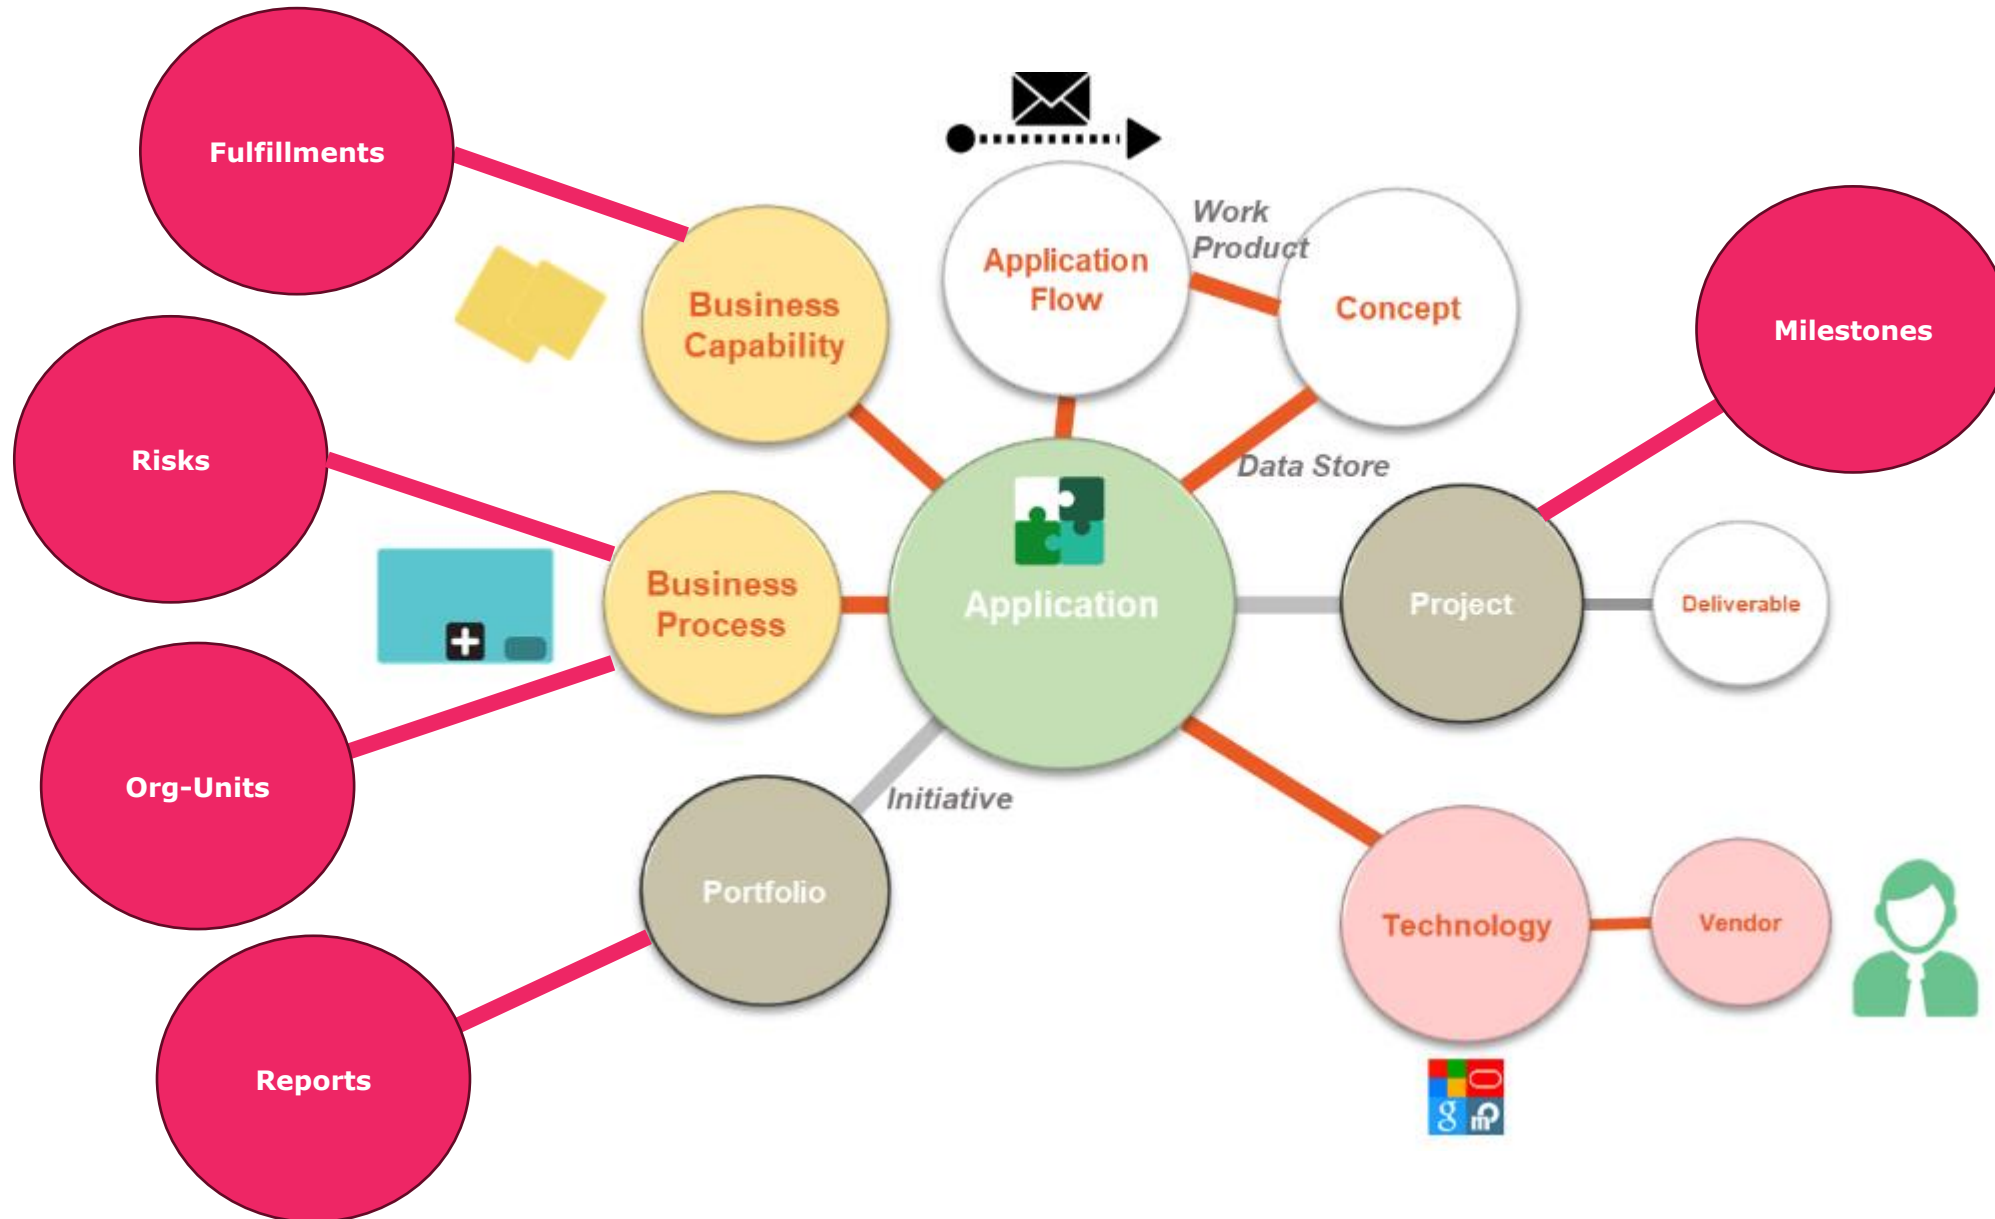 Fulfillments
Work
Product
Application
Flow
Business
Capability
Concept
Milestones
Risks
Data Store
Business
Process
Application
Project
Deliverable
Org-Units
Initiative
Portfolio
Technology
Vendor
Reports
g
mP